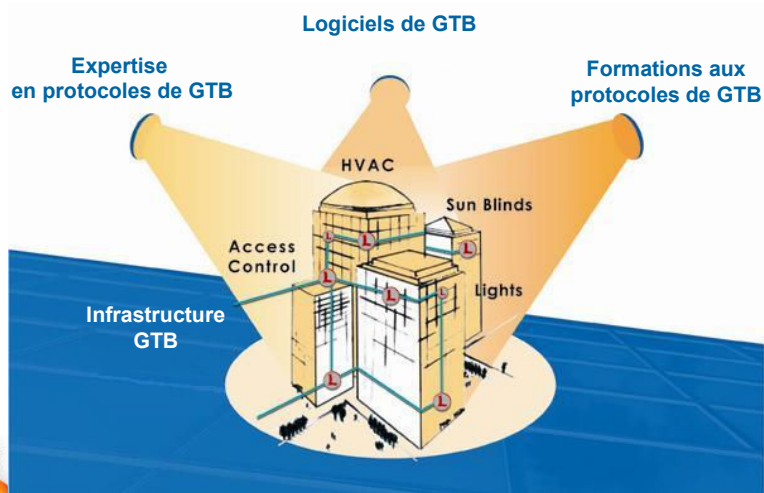 Logiciels de GTB
Expertise
en protocoles de GTB
Formations aux
protocoles de GTB
HVAC
Sun Blinds
Access
Control
Lights
Infrastructure
GTB
L
L
L
L
L
L
L
L